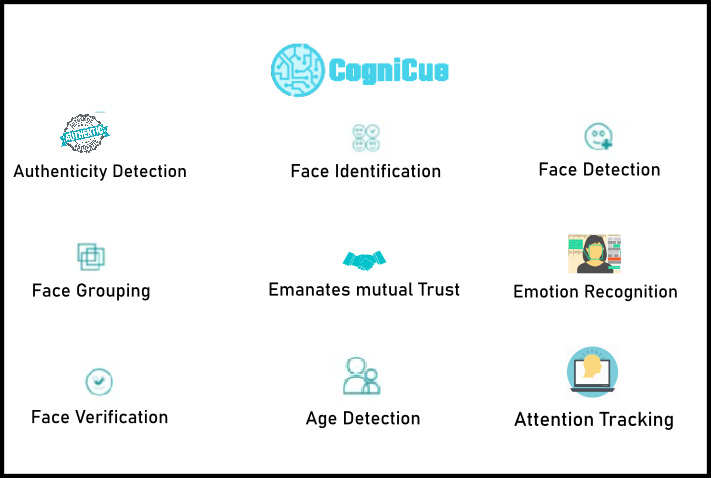 CogniCus
AUTHENTIC
Authenticity Detection
Face Identification
Face Detection
Face Grouping
Emanates mutual Trust
Emotion Recognition
Face Verification
Age Detection
Attention Tracking